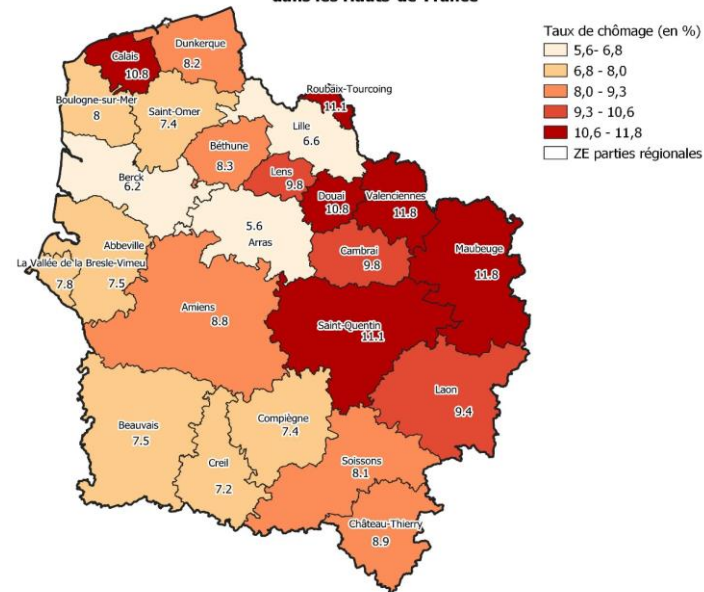 dans les Hauts-de-France
Taux de chômage (en %)
5,6- 6,8
6,8 - 8,0
8,0 - 9,3
9,3 - 10,6
10,6 - 11,8
ZE parties régionales
Dunkerque
8.2
Calais
10.8
Roubaix-Tourcoing
11.1
Boulogne-sur-Mer
8
Saint-Omer
7.4
Lille
6.6
Béthune
8.3
Lens
9.8
Berck
6.2
Douai
10.8
Valenciennes
11.8
5.6
Arras
Abbeville
7.5
La Vallée de la Bresle-Vimeu
7.8
Cambrai
9.8
Maubeuge
11.8
Amiens
8.8
Saint-Quentin
11.1
Laon
9.4
Beauvais
7.5
Compiègne
7.4
Creil
7.2
Soissons
8.1
Château-Thierry
8.9